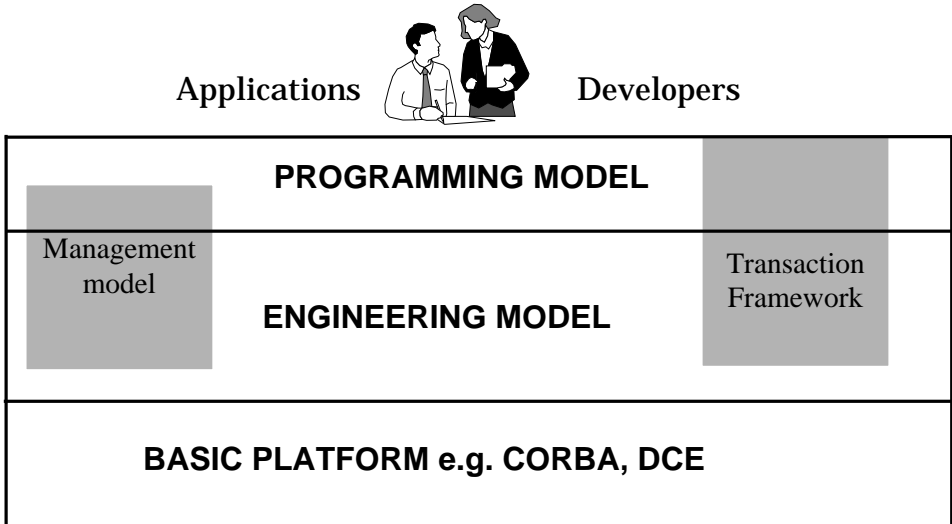 Applications Developers
PROGRAMMING MODEL
Management
model
Transaction
Framework
ENGINEERING MODEL
BASIC PLATFORM e.g. CORBA, DCE